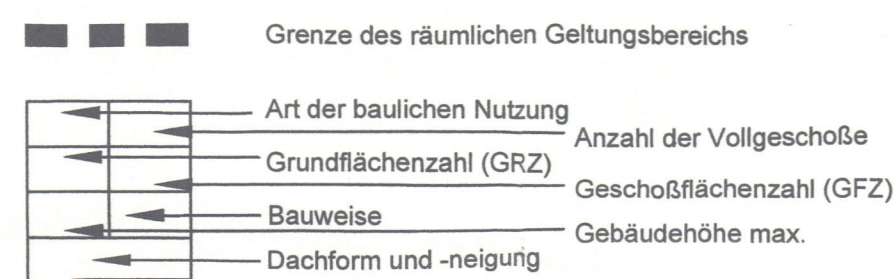 Grenze des räumlichen Geltungsbereichs
Art der baulichen Nutzung
Anzahl der Vollgeschoße
Grundflächenzahl (GRZ)
Geschoßflächenzahl (GFZ)
Bauweise
Gebäudehöhe max.
Dachform und -neigung